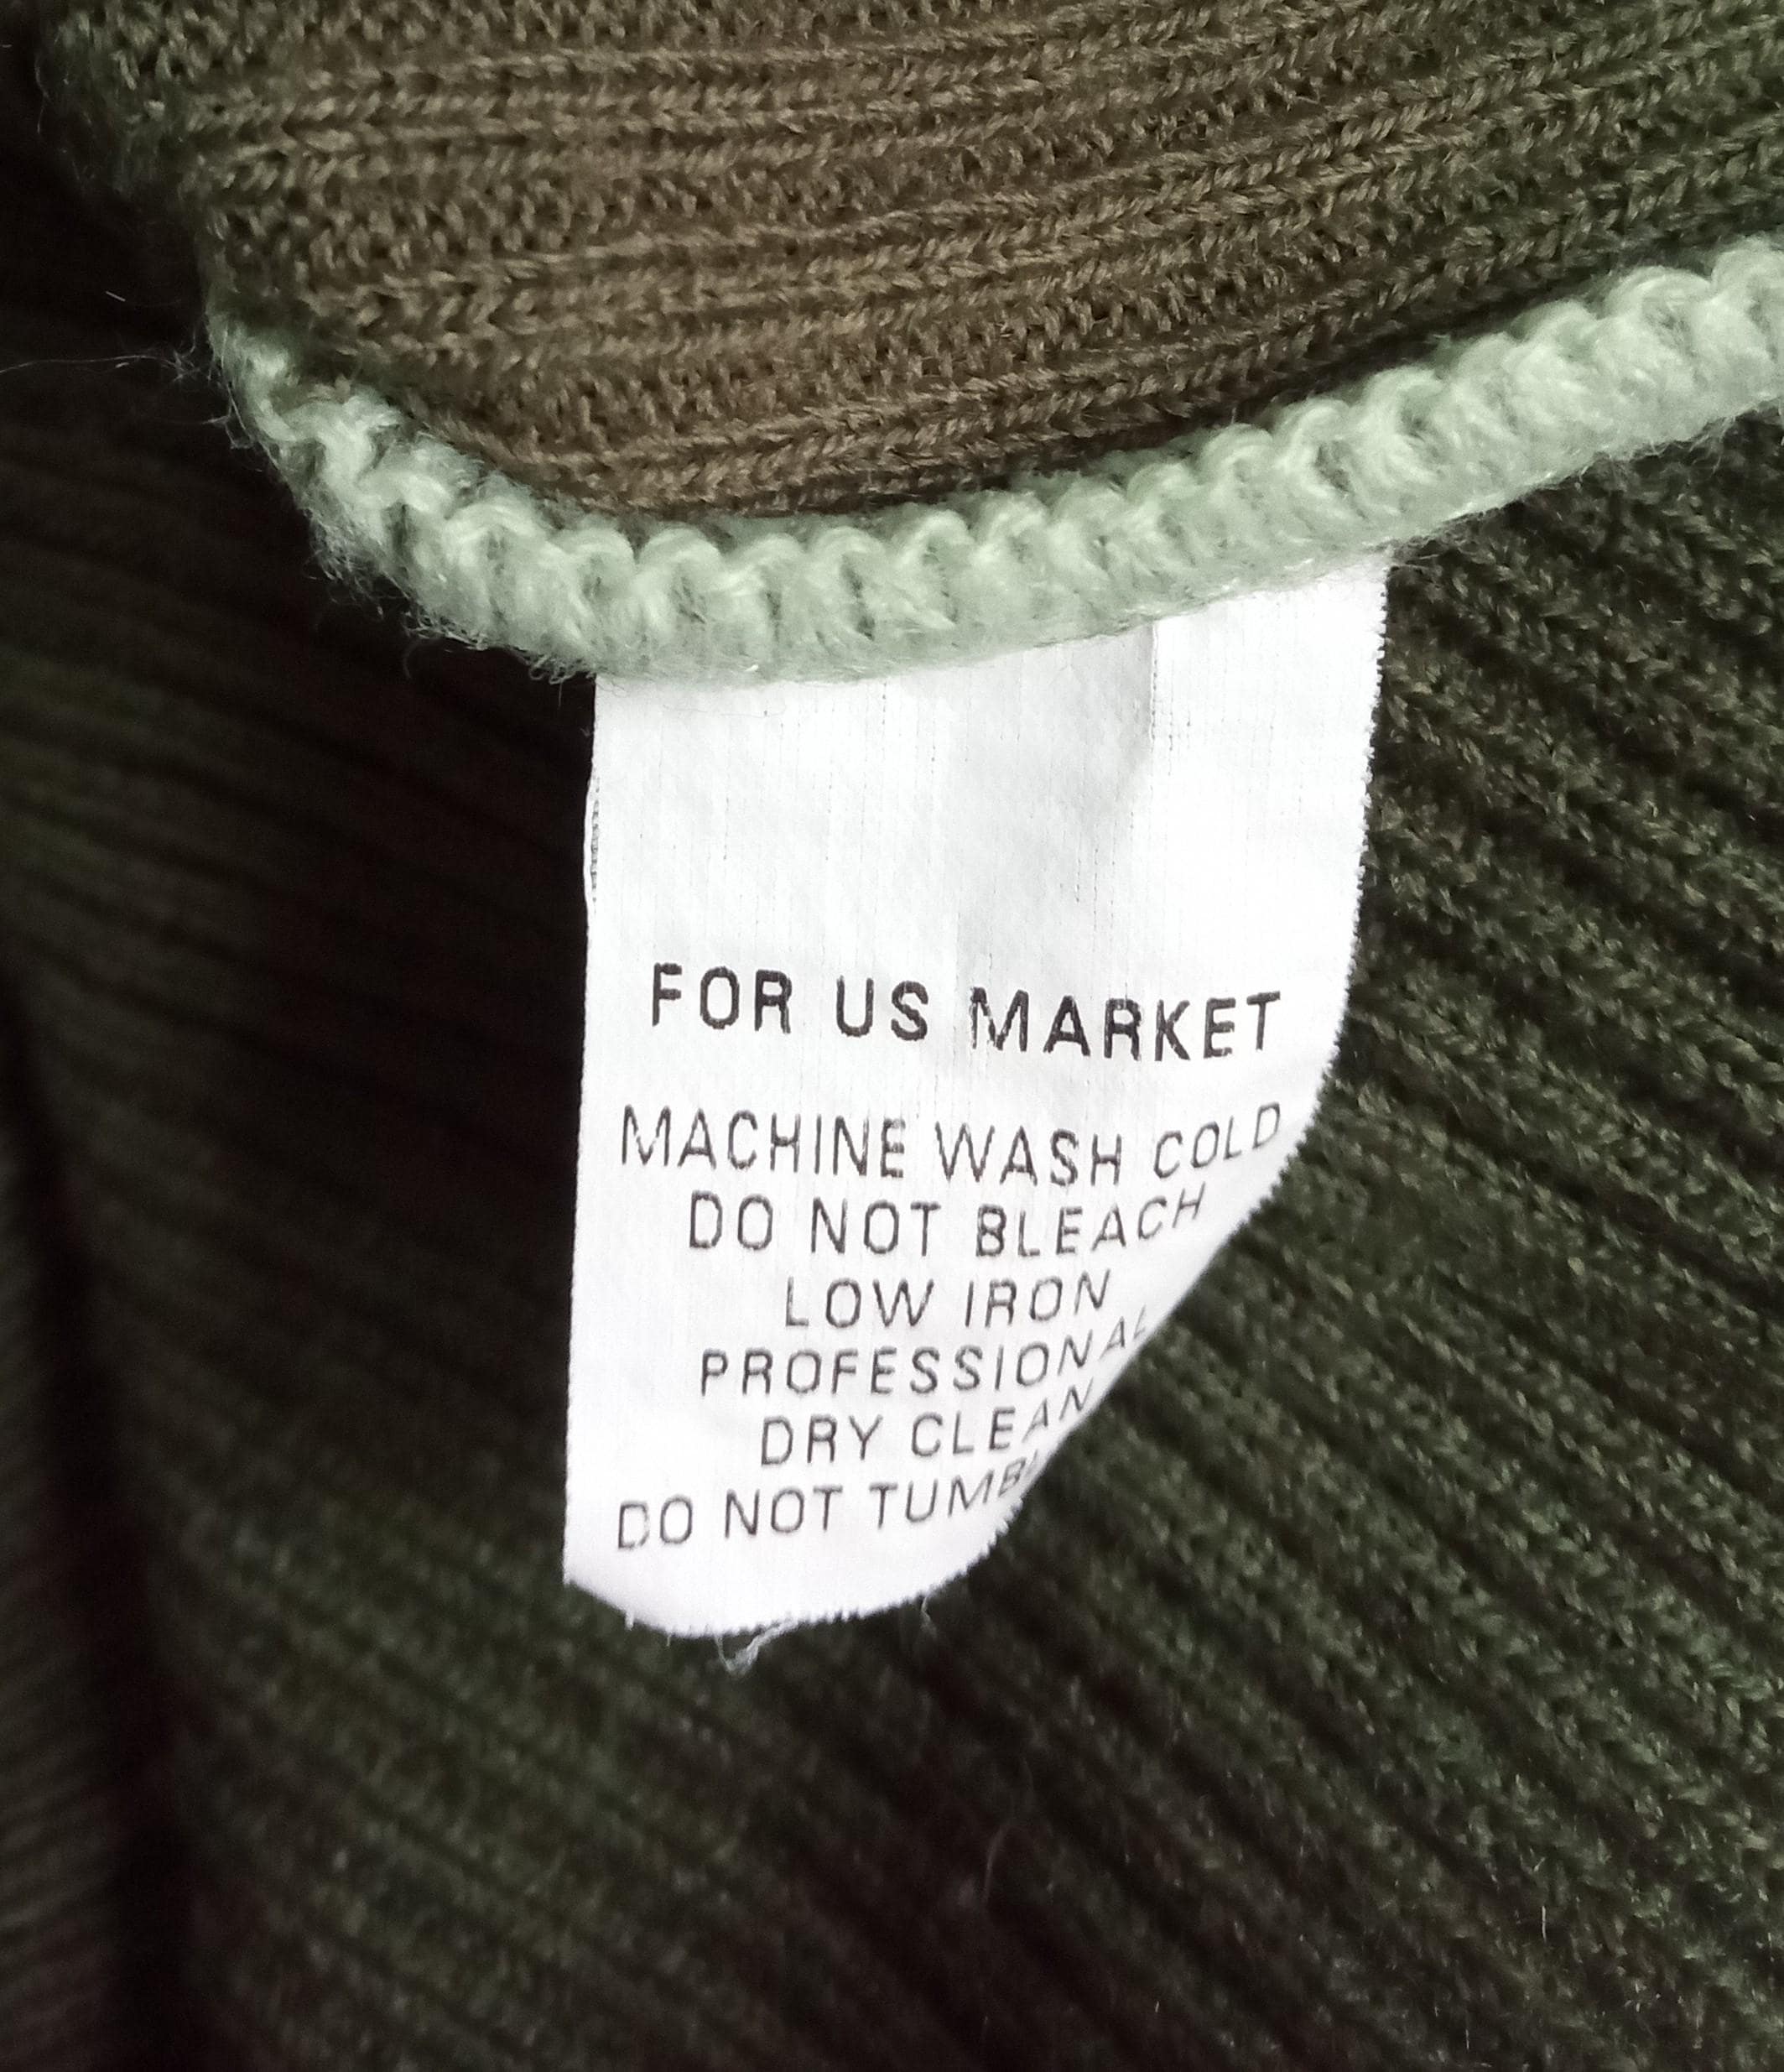 FOR US MARKET
MACHINE WASH COLD
DO NOT BLEACH
LOW IRON
PROFESSIONAL
DRY CLEAN
DO NOT